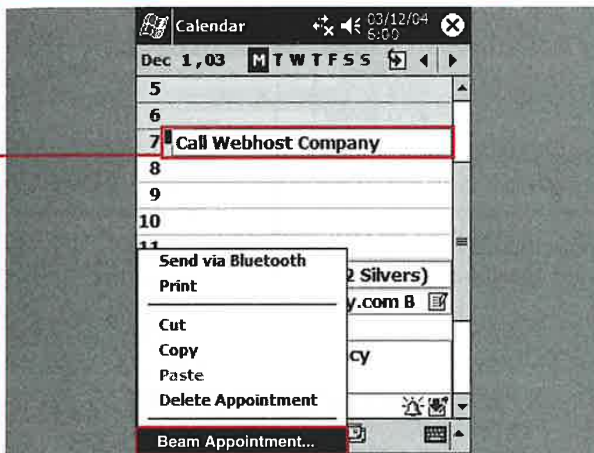 Calendar 03/12/04
6:00
Dec 1,03 M T W T F S S
5
6
7 Call Webhost Company
8
9
10
11
Send via Bluetooth
2 Silvers)
Print
y.com B
Cut
Copy
cy
Paste
Delete Appointment
Beam Appointment...